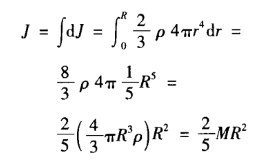 J = ∫dJ = ∫₀ᴿ 2/3 ρ 4πr⁴dr =
8/3 ρ 4π 1/5 R⁵ =
2/5 (4/3 πR³ρ)R² = 2/5 MR²